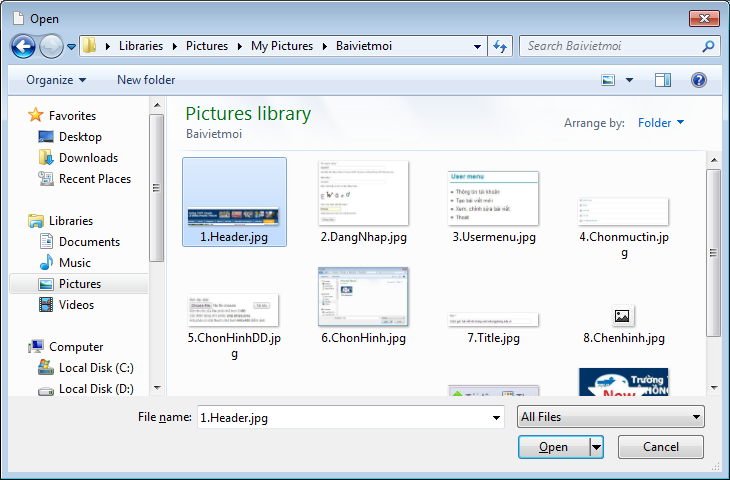 Open
Libraries Pictures My Pictures Baivietmoi
Search Baivietmoi
Organize New folder
Favorites
Desktop
Downloads
Recent Places
Libraries
Documents
Music
Pictures
Videos
Computer
Local Disk (C:)
Local Disk (D:)
Pictures library
Baivietmoi
Arrange by: Folder
1.Header.jpg
2.DangNhap.jpg
User menu
Thông tin tài khoản
Tạo bài viết mới
Xem, chỉnh sửa bài viết
Thoát
3.Usermenu.jpg
4.Chonmuctin.jp
g
5.ChonHinhDD.jp
g
6.ChonHinh.jpg
7.Title.jpg
8.Chenhinh.jpg
Trường
New
File name: 1.Header.jpg
All Files
Open Cancel